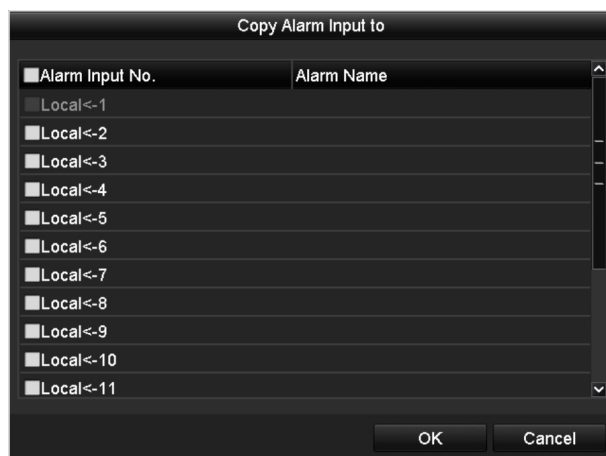 Copy Alarm Input to
Alarm Input No. Alarm Name
Local<-1
Local<-2
Local<-3
Local<-4
Local<-5
Local<-6
Local<-7
Local<-8
Local<-9
Local<-10
Local<-11
OK Cancel